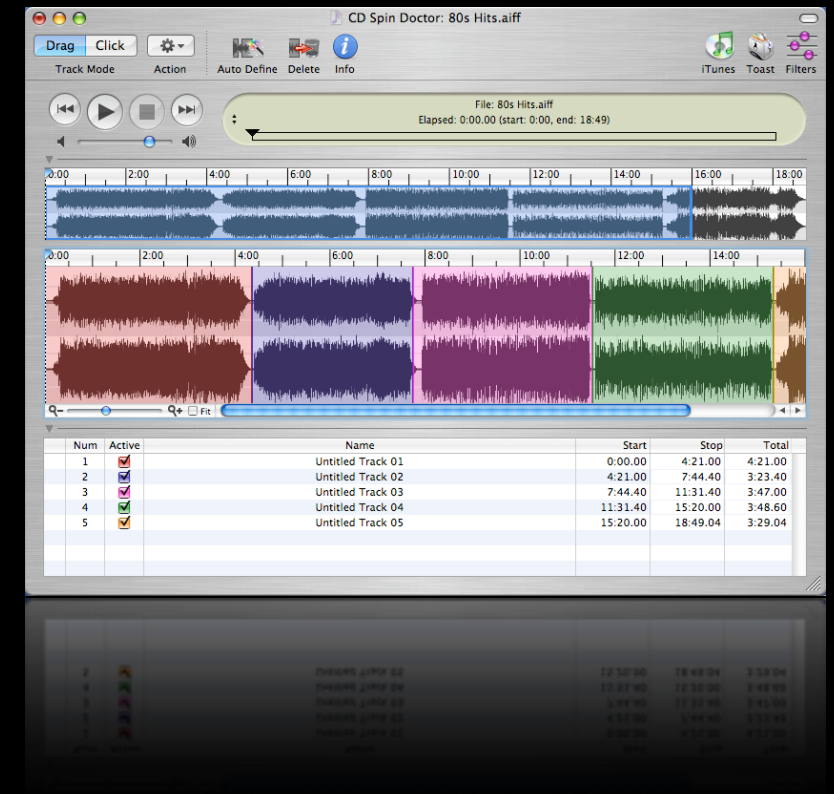 CD Spin Doctor: 80s Hits.aiff
Drag Click
Track Mode Action Auto Define Delete Info iTunes Toast Filters
File: 80s Hits.aiff
Elapsed: 0:00.00 (start: 0:00, end: 18:49)
0:00 2:00 4:00 6:00 8:00 10:00 12:00 14:00 16:00 18:00
0:00 2:00 4:00 6:00 8:00 10:00 12:00 14:00
Fit
Num Active Name Start Stop Total
1 Untitled Track 01 0:00.00 4:21.00 4:21.00
2 Untitled Track 02 4:21.00 7:44.40 3:23.40
3 Untitled Track 03 7:44.40 11:31.40 3:47.00
4 Untitled Track 04 11:31.40 15:20.00 3:48.60
5 Untitled Track 05 15:20.00 18:49.04 3:29.04